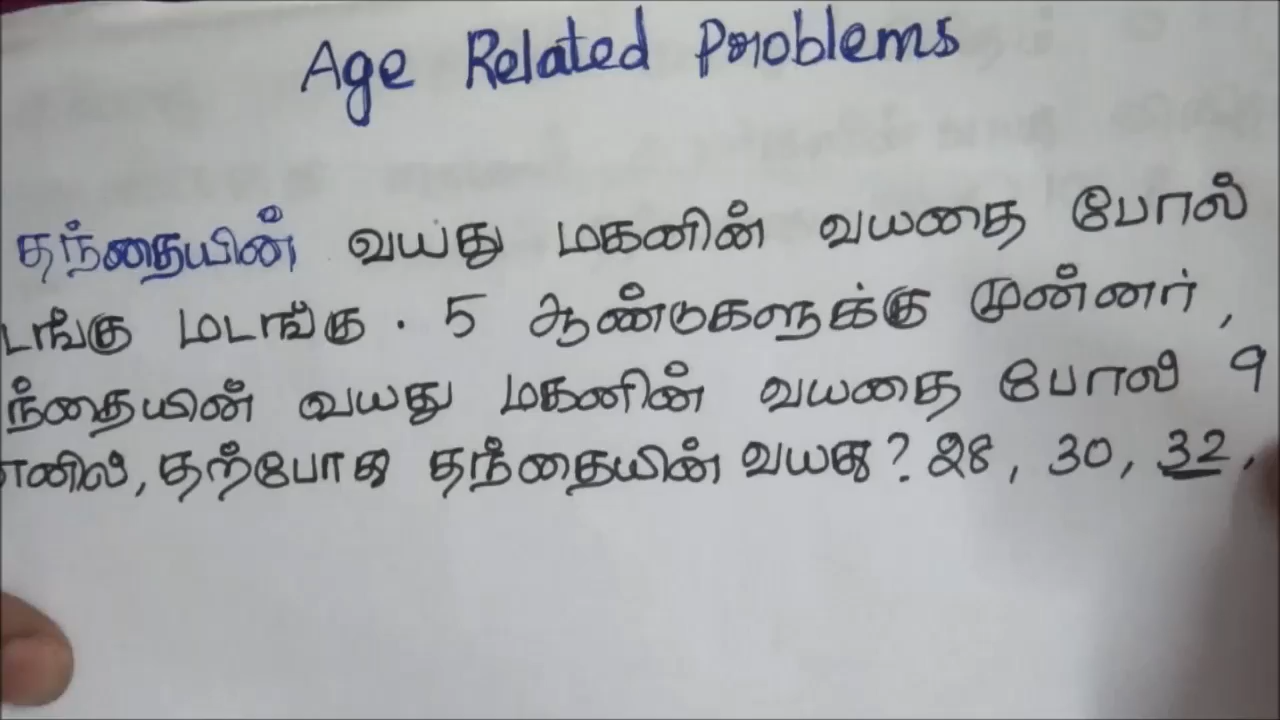 Age Related Problems
தந்தையின் வயது மகனின் வயதை போல்
டங்கு மடங்கு . 5 ஆண்டுகளுக்கு முன்னர் ,
ந்தையின் வயது மகனின் வயதை போல் 9
எனில் , தற்போது தந்தையின் வயது ? 28 , 30 , 32 ,